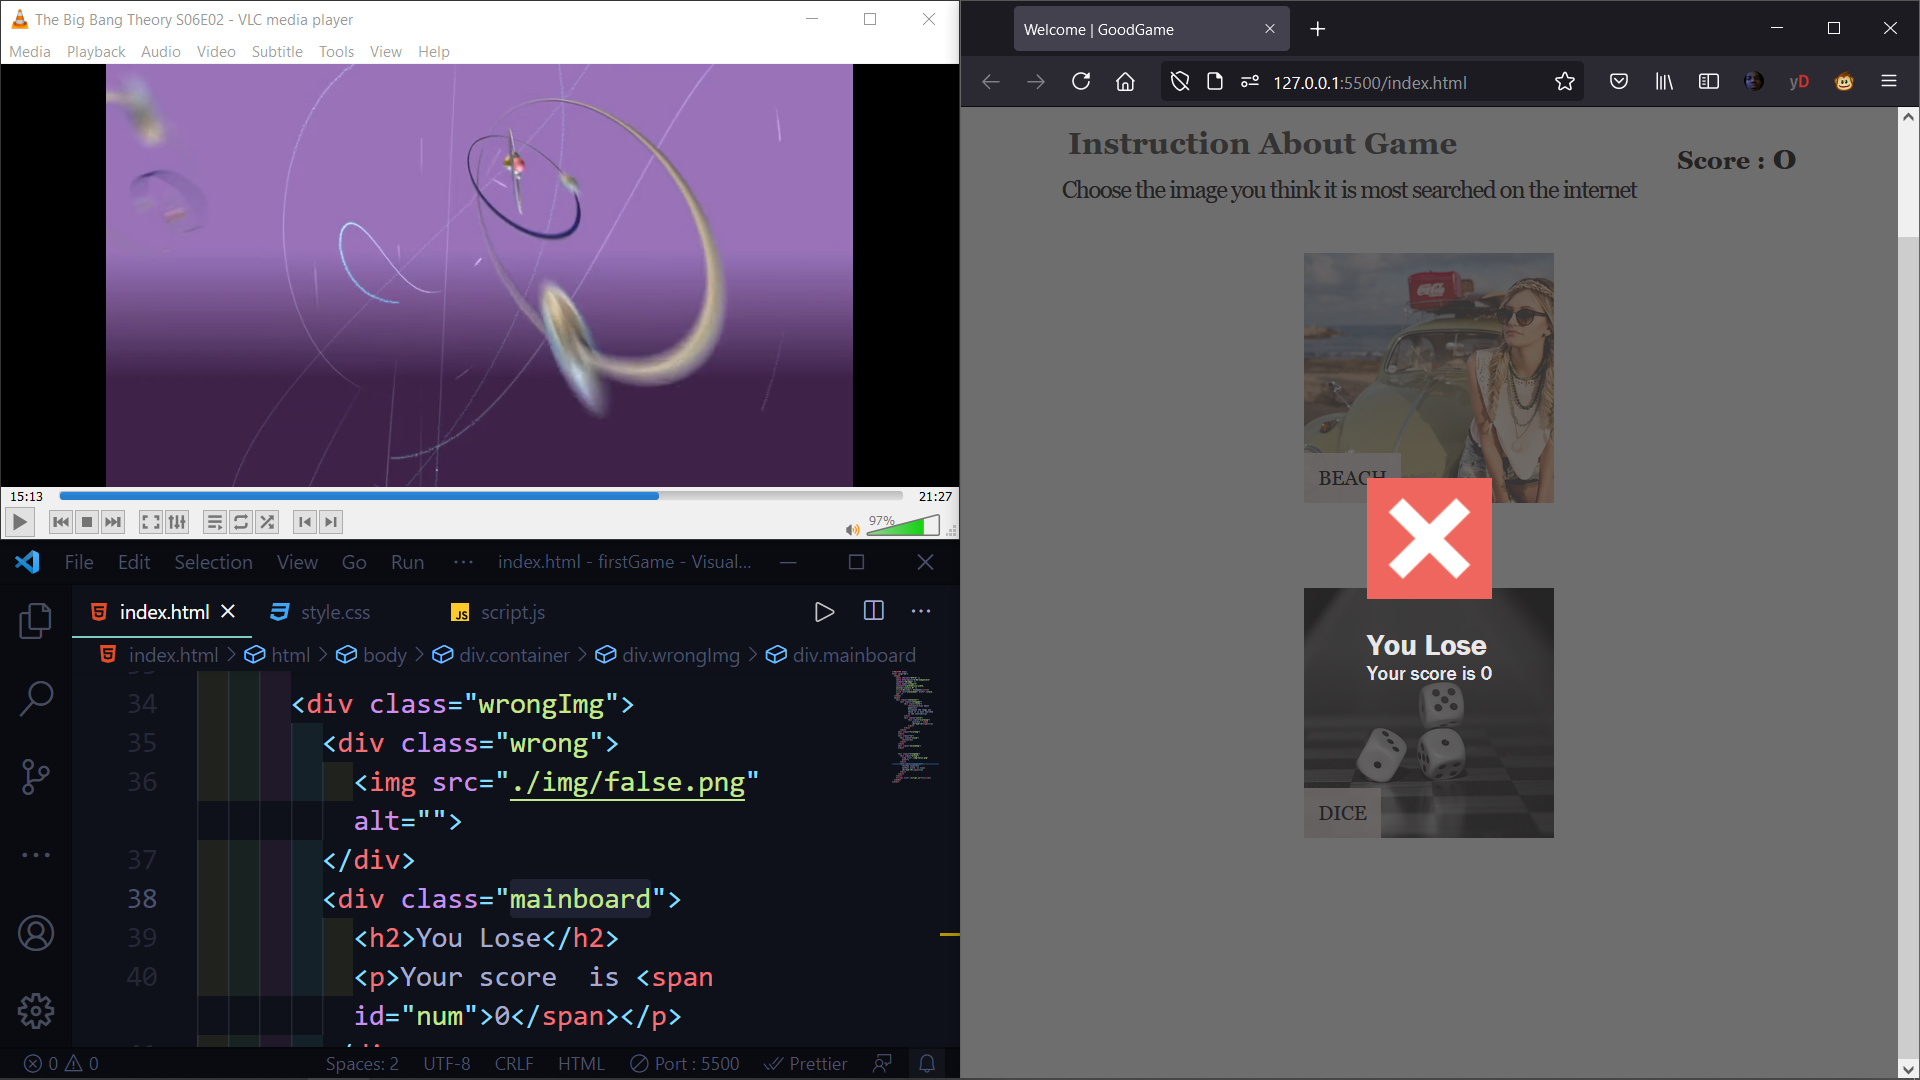 The Big Bang Theory S06E02 - VLC media player
Media Playback Audio Video Subtitle Tools View Help
15:13
21:27
97%
File Edit Selection View Go Run ··· index.html - firstGame - Visual...
index.html style.css script.js
index.html > html > body > div.container > div.wrongImg > div.mainboard
34 <div class="wrongImg">
35 <div class="wrong">
36 <img src="./img/false.png"
alt="">
37 </div>
38 <div class="mainboard">
39 <h2>You Lose</h2>
40 <p>Your score  is <span
id="num">0</span></p>
0 0 Spaces: 2 UTF-8 CRLF HTML Port : 5500 Prettier
Welcome | GoodGame
127.0.0.1:5500/index.html
yD
Instruction About Game
Score : 0
Choose the image you think it is most searched on the internet
Coca-Cola
BEACH
You Lose
Your score is 0
DICE